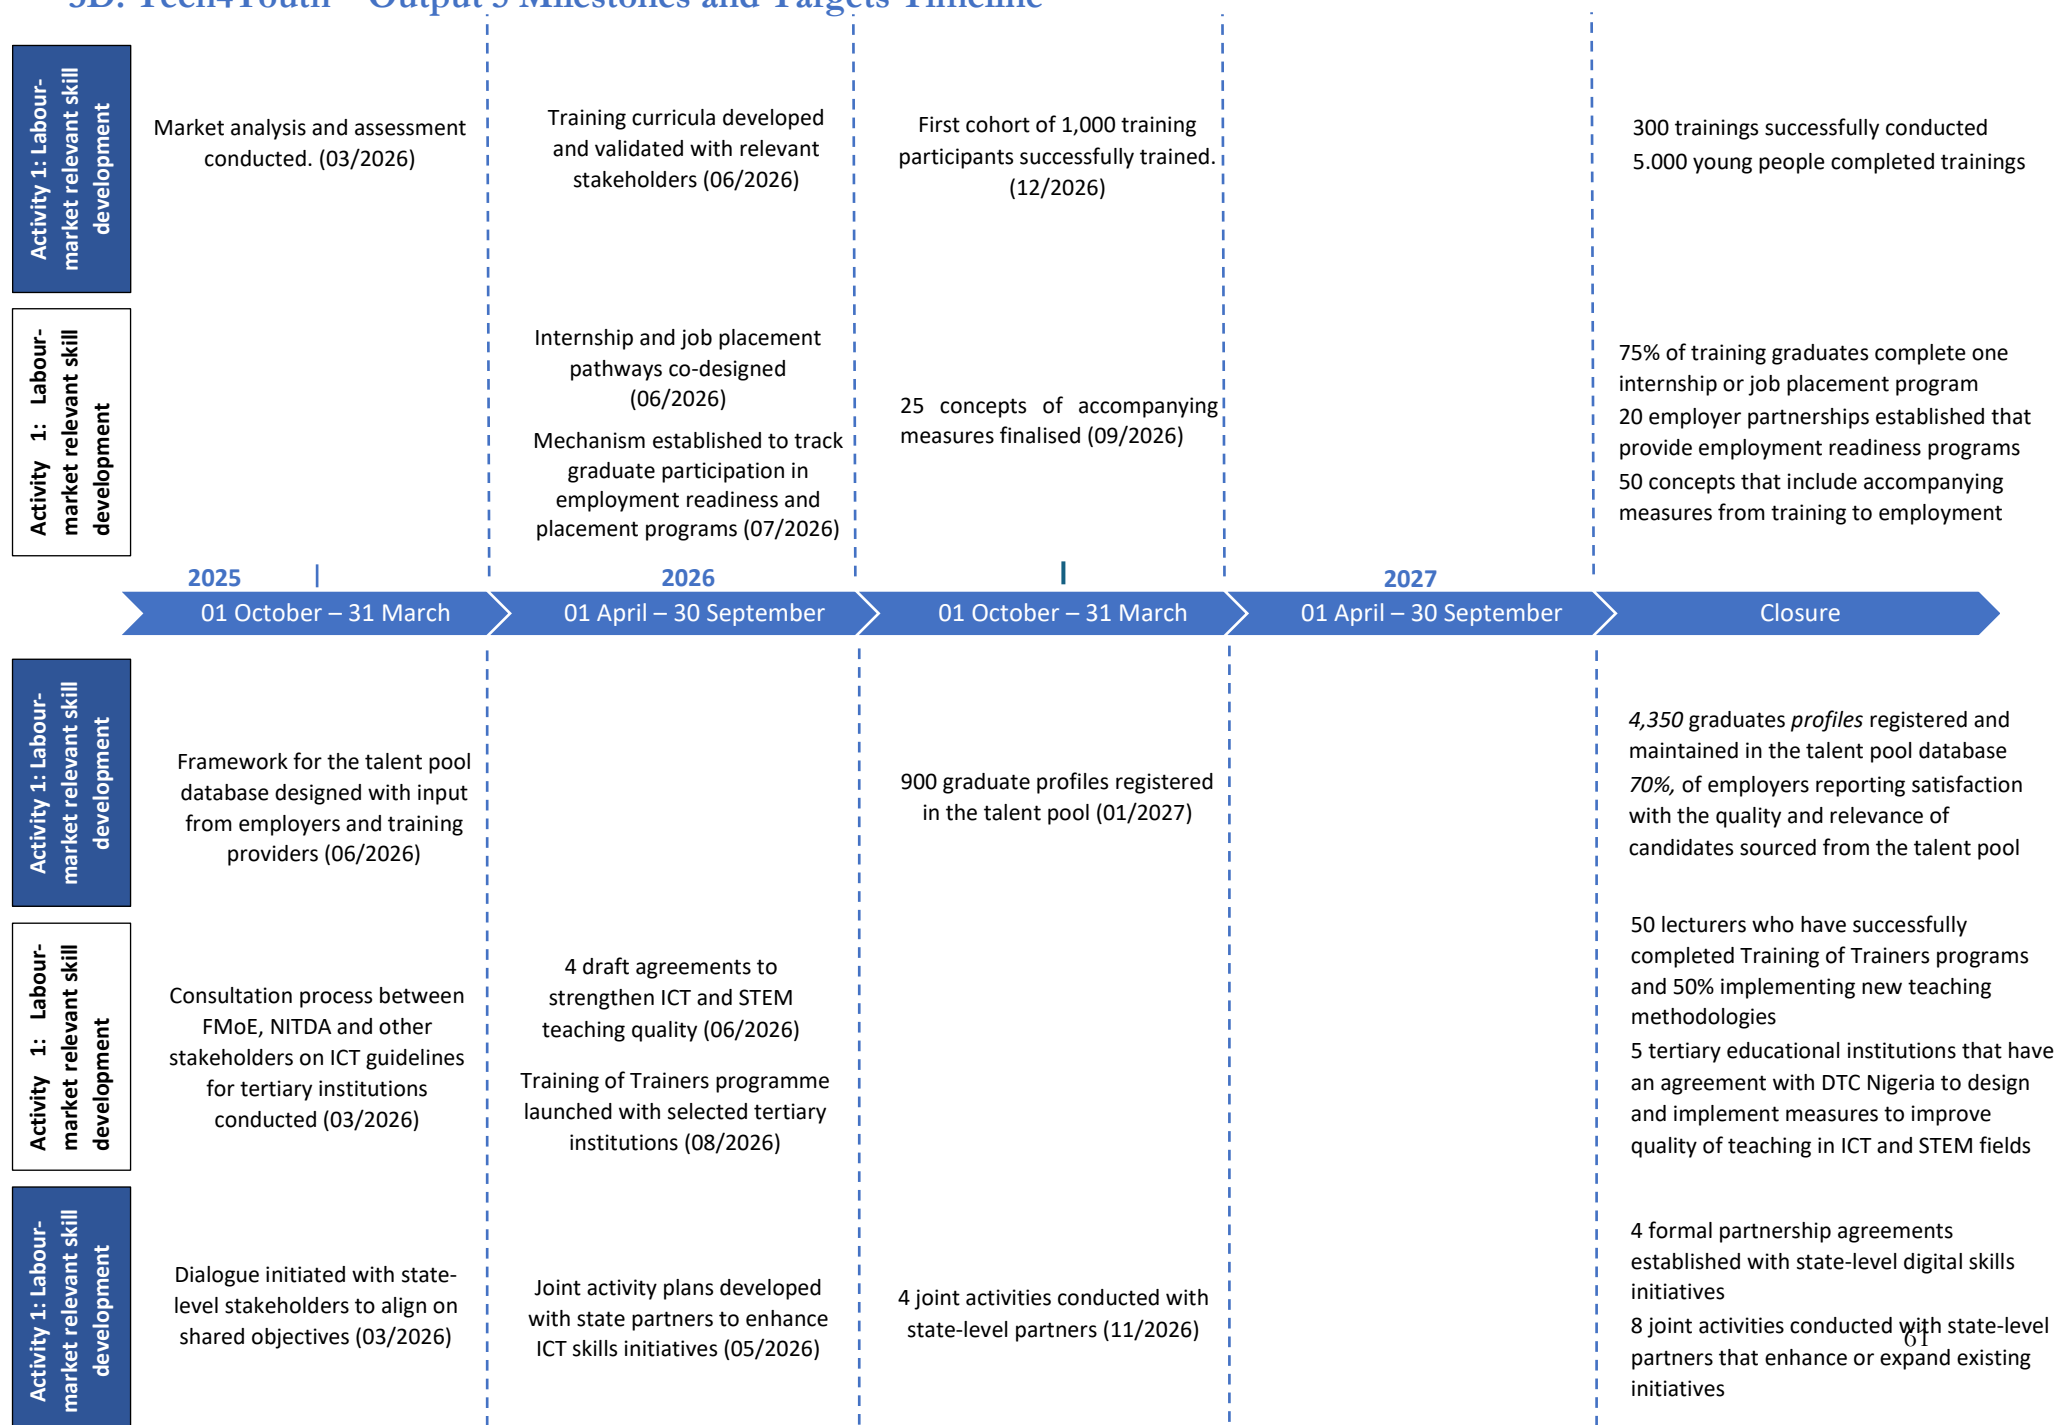 3D: Tech4Youth – Output 3 Milestones and Targets Timeline
Activity 1: Labour-
market relevant skill
development
Market analysis and assessment
conducted. (03/2026)
Training curricula developed
and validated with relevant
stakeholders (06/2026)
First cohort of 1,000 training
participants successfully trained.
(12/2026)
300 trainings successfully conducted
5.000 young people completed trainings
Activity 1: Labour-
market relevant skill
development
Internship and job placement
pathways co-designed
(06/2026)
Mechanism established to track
graduate participation in
employment readiness and
placement programs (07/2026)
25 concepts of accompanying
measures finalised (09/2026)
75% of training graduates complete one
internship or job placement program
20 employer partnerships established that
provide employment readiness programs
50 concepts that include accompanying
measures from training to employment
2025
2026
2027
01 October – 31 March
01 April – 30 September
01 October – 31 March
01 April – 30 September
Closure
Activity 1: Labour-
market relevant skill
development
Framework for the talent pool
database designed with input
from employers and training
providers (06/2026)
900 graduate profiles registered
in the talent pool (01/2027)
4,350 graduates profiles registered and
maintained in the talent pool database
70%, of employers reporting satisfaction
with the quality and relevance of
candidates sourced from the talent pool
Activity 1: Labour-
market relevant skill
development
Consultation process between
FMoE, NITDA and other
stakeholders on ICT guidelines
for tertiary institutions
conducted (03/2026)
4 draft agreements to
strengthen ICT and STEM
teaching quality (06/2026)
Training of Trainers programme
launched with selected tertiary
institutions (08/2026)
50 lecturers who have successfully
completed Training of Trainers programs
and 50% implementing new teaching
methodologies
5 tertiary educational institutions that have
an agreement with DTC Nigeria to design
and implement measures to improve
quality of teaching in ICT and STEM fields
Activity 1: Labour-
market relevant skill
development
Dialogue initiated with state-
level stakeholders to align on
shared objectives (03/2026)
Joint activity plans developed
with state partners to enhance
ICT skills initiatives (05/2026)
4 joint activities conducted with
state-level partners (11/2026)
4 formal partnership agreements
established with state-level digital skills
initiatives
8 joint activities conducted with state-level
partners that enhance or expand existing
initiatives
61